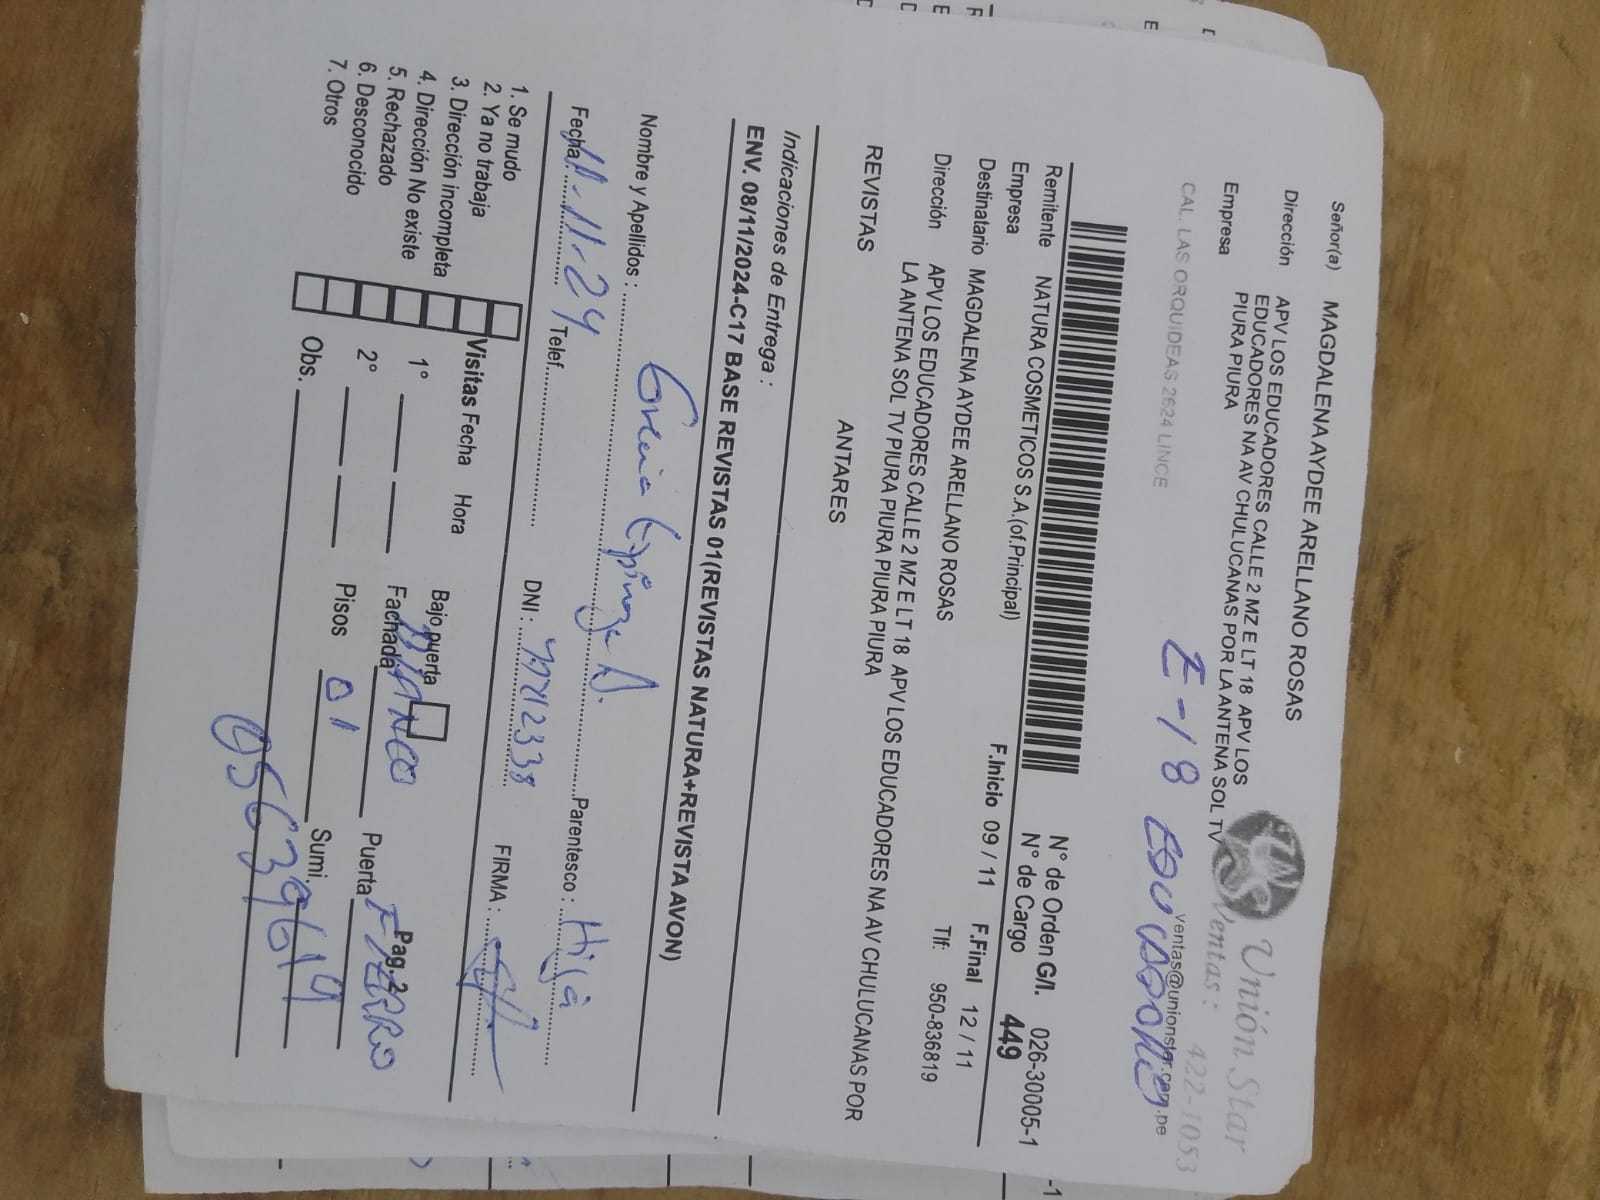 Señor(a) MAGDALENA AYDEE ARELLANO ROSAS
Dirección APV LOS EDUCADORES CALLE 2 MZ E LT 18 APV LOS
EDUCADORES NA AV CHULUCANAS POR LA ANTENA SOL TV
Empresa PIURA PIURA
Unión Star
Ventas: 422-1053
ventas@unionstar.com.pe
CAL. LAS ORQUIDEAS 2624 LINCE
E-18
N° de Orden G/I. 026-30005-1
Remitente NATURA COSMETICOS S.A.(of.Principal) N° de Cargo 449
Empresa F.Inicio 09 / 11 F.Final 12 / 11
Destinatario MAGDALENA AYDEE ARELLANO ROSAS Tlf: 950-836819
Dirección APV LOS EDUCADORES CALLE 2 MZ E LT 18 APV LOS EDUCADORES NA AV CHULUCANAS POR
LA ANTENA SOL TV PIURA PIURA PIURA PIURA PIURA
REVISTAS ANTARES
Indicaciones de Entrega :
ENV. 08/11/2024-C17 BASE REVISTAS 01(REVISTAS NATURA+REVISTA AVON)
Nombre y Apellidos : Espinoza A.
Parentesco : Hija
Fecha: 11-11-24 Telef. DNI : FIRMA :
1. Se mudo
2. Ya no trabaja
3. Dirección incompleta
4. Dirección No existe
5. Rechazado
6. Desconocido
7. Otros
Visitas Fecha Hora
1°
2°
Obs.
Bajo puerta
Pag. 2
Fachada BLANCO Puerta FIERRO
Pisos 01 Sumi.